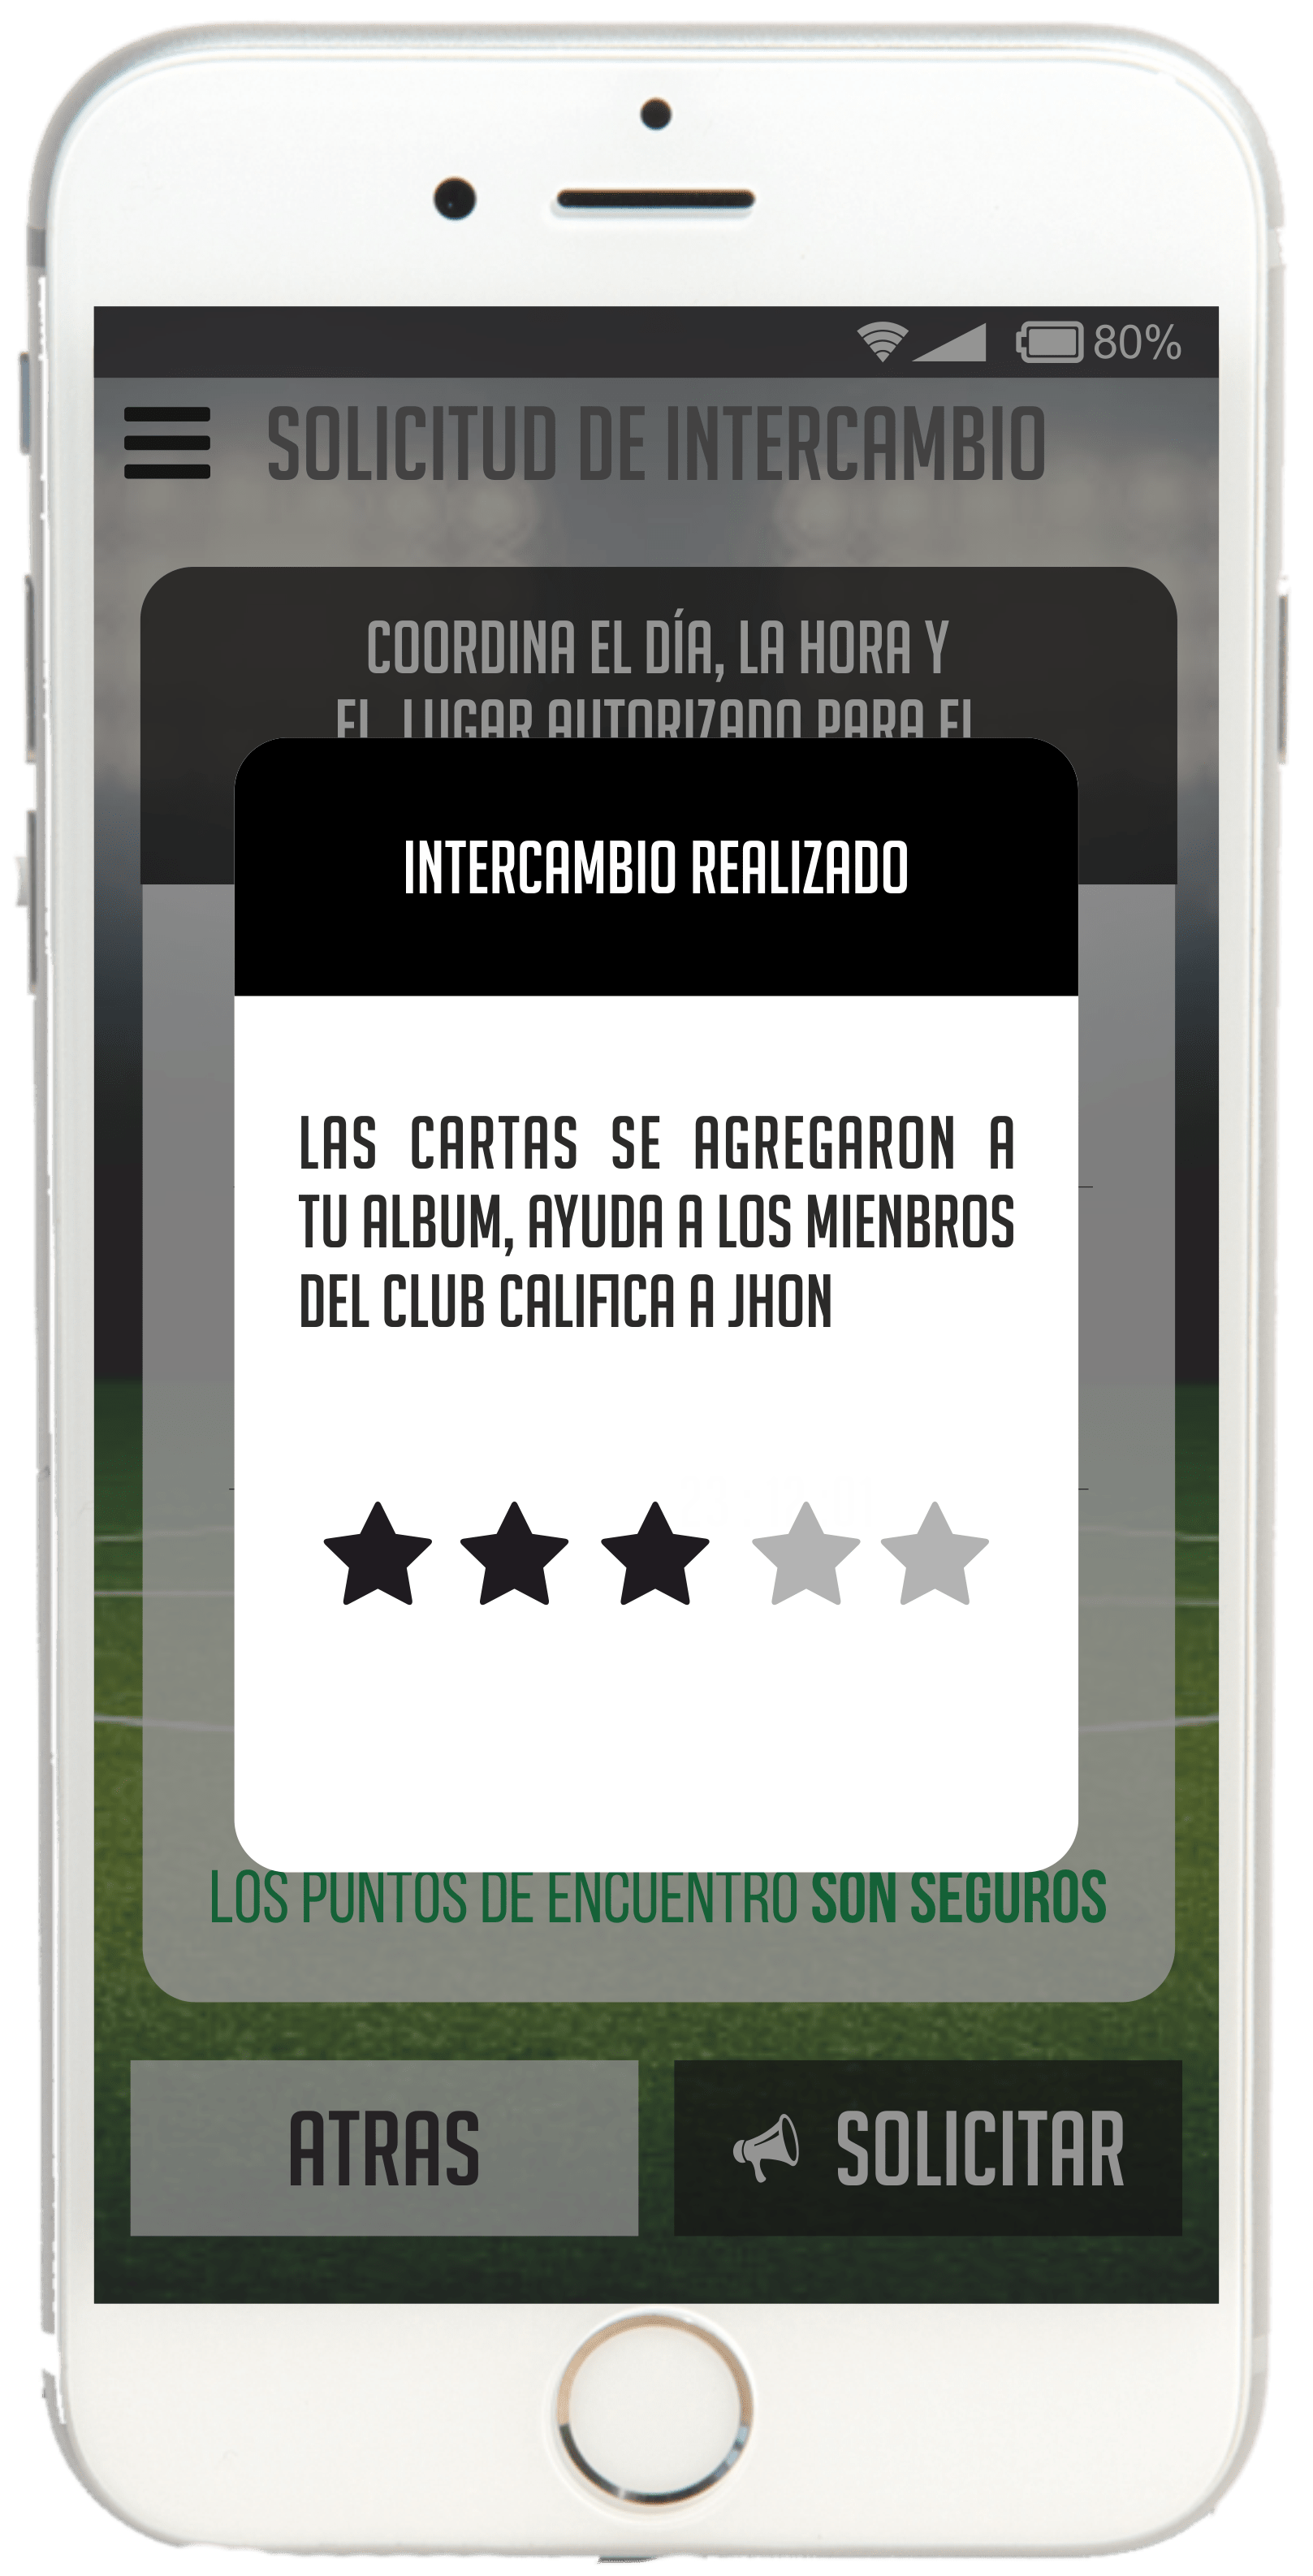 80%
SOLICITUD DE INTERCAMBIO
COORDINA EL DÍA, LA HORA Y
EL LUGAR AUTORIZADO PARA EL
INTERCAMBIO REALIZADO
LAS CARTAS SE AGREGARON A
TU ALBUM, AYUDA A LOS MIENBROS
DEL CLUB CALIFICA A JHON
LOS PUNTOS DE ENCUENTRO SON SEGUROS
ATRAS
SOLICITAR